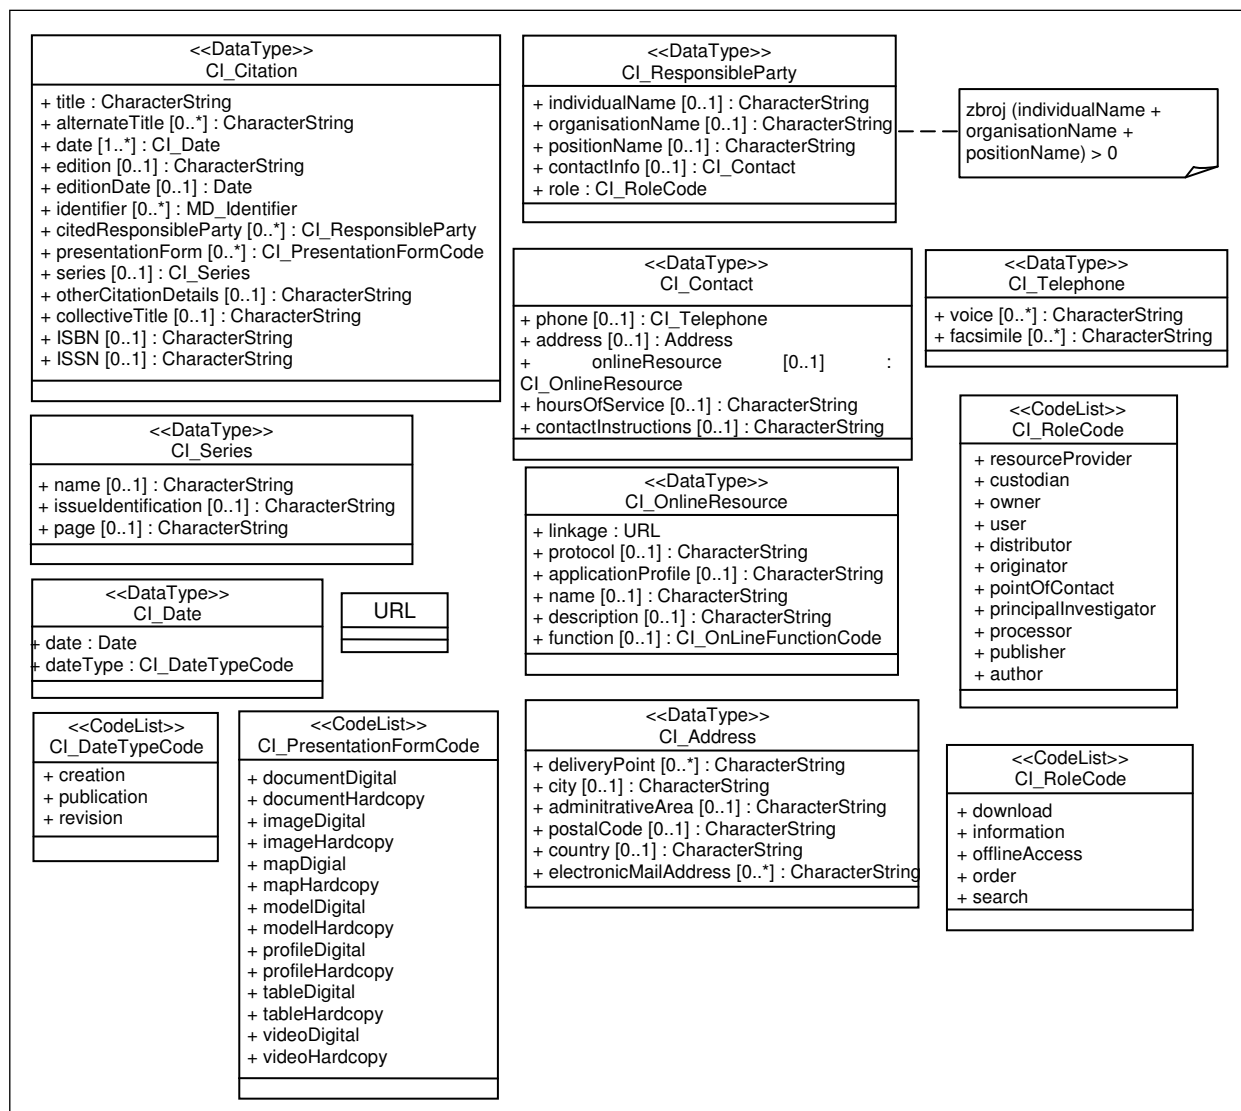 <<DataType>>
CI_Citation
+ title : CharacterString
+ alternateTitle [0..*] : CharacterString
+ date [1..*] : CI_Date
+ edition [0..1] : CharacterString
+ editionDate [0..1] : Date
+ identifier [0..*] : MD_Identifier
+ citedResponsibleParty [0..*] : CI_ResponsibleParty
+ presentationForm [0..*] : CI_PresentationFormCode
+ series [0..1] : CI_Series
+ otherCitationDetails [0..1] : CharacterString
+ collectiveTitle [0..1] : CharacterString
+ ISBN [0..1] : CharacterString
+ ISSN [0..1] : CharacterString
<<DataType>>
CI_ResponsibleParty
+ individualName [0..1] : CharacterString
+ organisationName [0..1] : CharacterString
+ positionName [0..1] : CharacterString
+ contactInfo [0..1] : CI_Contact
+ role : CI_RoleCode
zbroj (individualName +
organisationName +
positionName) > 0
<<DataType>>
CI_Contact
+ phone [0..1] : CI_Telephone
+ address [0..1] : Address
+ onlineResource [0..1] :
CI_OnlineResource
+ hoursOfService [0..1] : CharacterString
+ contactInstructions [0..1] : CharacterString
<<DataType>>
CI_Telephone
+ voice [0..*] : CharacterString
+ facsimile [0..*] : CharacterString
<<DataType>>
CI_Series
+ name [0..1] : CharacterString
+ issueIdentification [0..1] : CharacterString
+ page [0..1] : CharacterString
<<DataType>>
CI_OnlineResource
+ linkage : URL
+ protocol [0..1] : CharacterString
+ applicationProfile [0..1] : CharacterString
+ name [0..1] : CharacterString
+ description [0..1] : CharacterString
+ function [0..1] : CI_OnLineFunctionCode
<<CodeList>>
CI_RoleCode
+ resourceProvider
+ custodian
+ owner
+ user
+ distributor
+ originator
+ pointOfContact
+ principalInvestigator
+ processor
+ publisher
+ author
<<DataType>>
CI_Date
+ date : Date
+ dateType : CI_DateTypeCode
URL
<<CodeList>>
CI_DateTypeCode
+ creation
+ publication
+ revision
<<CodeList>>
CI_PresentationFormCode
+ documentDigital
+ documentHardcopy
+ imageDigital
+ imageHardcopy
+ mapDigial
+ mapHardcopy
+ modelDigital
+ modelHardcopy
+ profileDigital
+ profileHardcopy
+ tableDigital
+ tableHardcopy
+ videoDigital
+ videoHardcopy
<<DataType>>
CI_Address
+ deliveryPoint [0..*] : CharacterString
+ city [0..1] : CharacterString
+ adminitrativeArea [0..1] : CharacterString
+ postalCode [0..1] : CharacterString
+ country [0..1] : CharacterString
+ electronicMailAddress [0..*] : CharacterString
<<CodeList>>
CI_RoleCode
+ download
+ information
+ offlineAccess
+ order
+ search